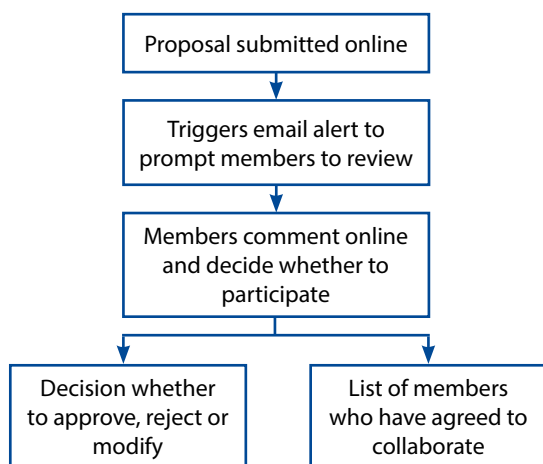 Proposal submitted online
Triggers email alert to
prompt members to review
Members comment online
and decide whether to
participate
Decision whether
to approve, reject or
modify
List of members
who have agreed to
collaborate